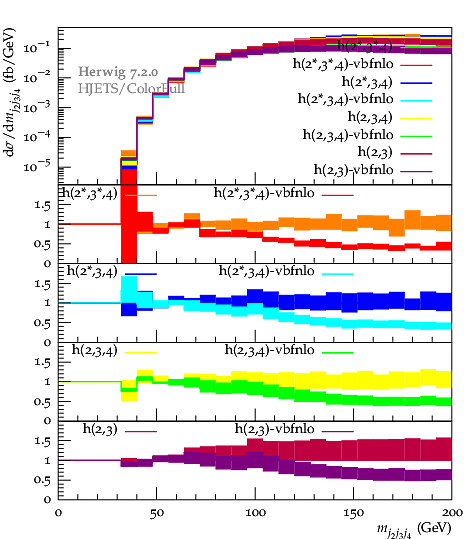 dσ/dm_{j₂j₃j₄} (fb/GeV)
10⁻¹
10⁻²
10⁻³
10⁻⁴
10⁻⁵
Herwig 7.2.0
HJETS/ColorFull
h(2*,3*,4)
h(2*,3*,4)-vbfnlo
h(2*,3,4)
h(2*,3,4)-vbfnlo
h(2,3,4)
h(2,3,4)-vbfnlo
h(2,3)
h(2,3)-vbfnlo
h(2*,3*,4) h(2*,3*,4)-vbfnlo
1.5
1
0.5
0
h(2*,3,4) h(2*,3,4)-vbfnlo
1.5
1
0.5
0
h(2,3,4) h(2,3,4)-vbfnlo
1.5
1
0.5
0
h(2,3) h(2,3)-vbfnlo
1.5
1
0.5
0
0 50 100 150 200
m_{j₂j₃j₄} (GeV)